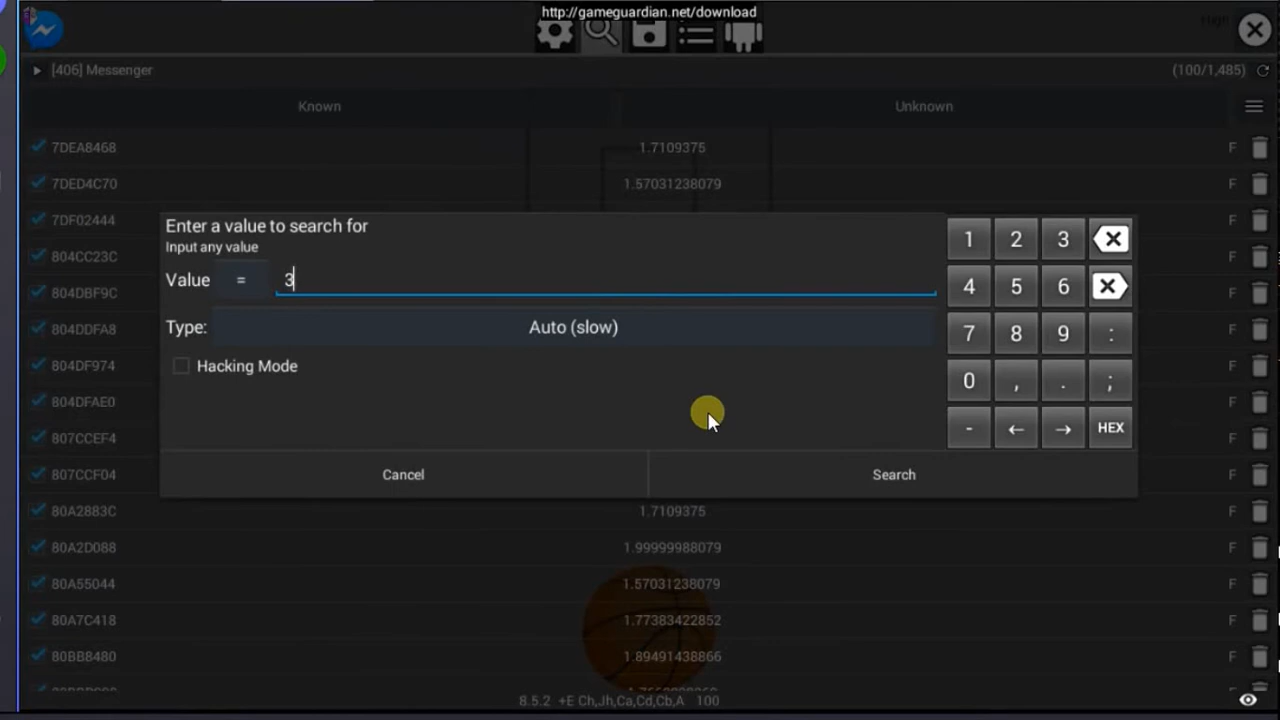 http://gameguardian.net/download
High
[406] Messenger
(100/1,485)
Known
Unknown
7DEA8468 1.7109375 F
7DED4C70 1.57031238079 F
7DF02444 F
804CC23C F
804DBF9C F
804DDFA8 F
804DF974 F
804DFAE0 F
807CCEF4 F
807CCF04 F
80A2883C 1.7109375 F
80A2D088 1.99999988079 F
80A55044 1.57031238079 F
80A7C418 1.77383422852 F
80BB8480 1.89491438866 F
Enter a value to search for
Input any value
Value = 3
Type: Auto (slow)
Hacking Mode
Cancel
Search
1 2 3
4 5 6
7 8 9 :
0 , . ;
- ← → HEX
8.5.2 +E Ch,Jh,Ca,Cd,Cb,A 100